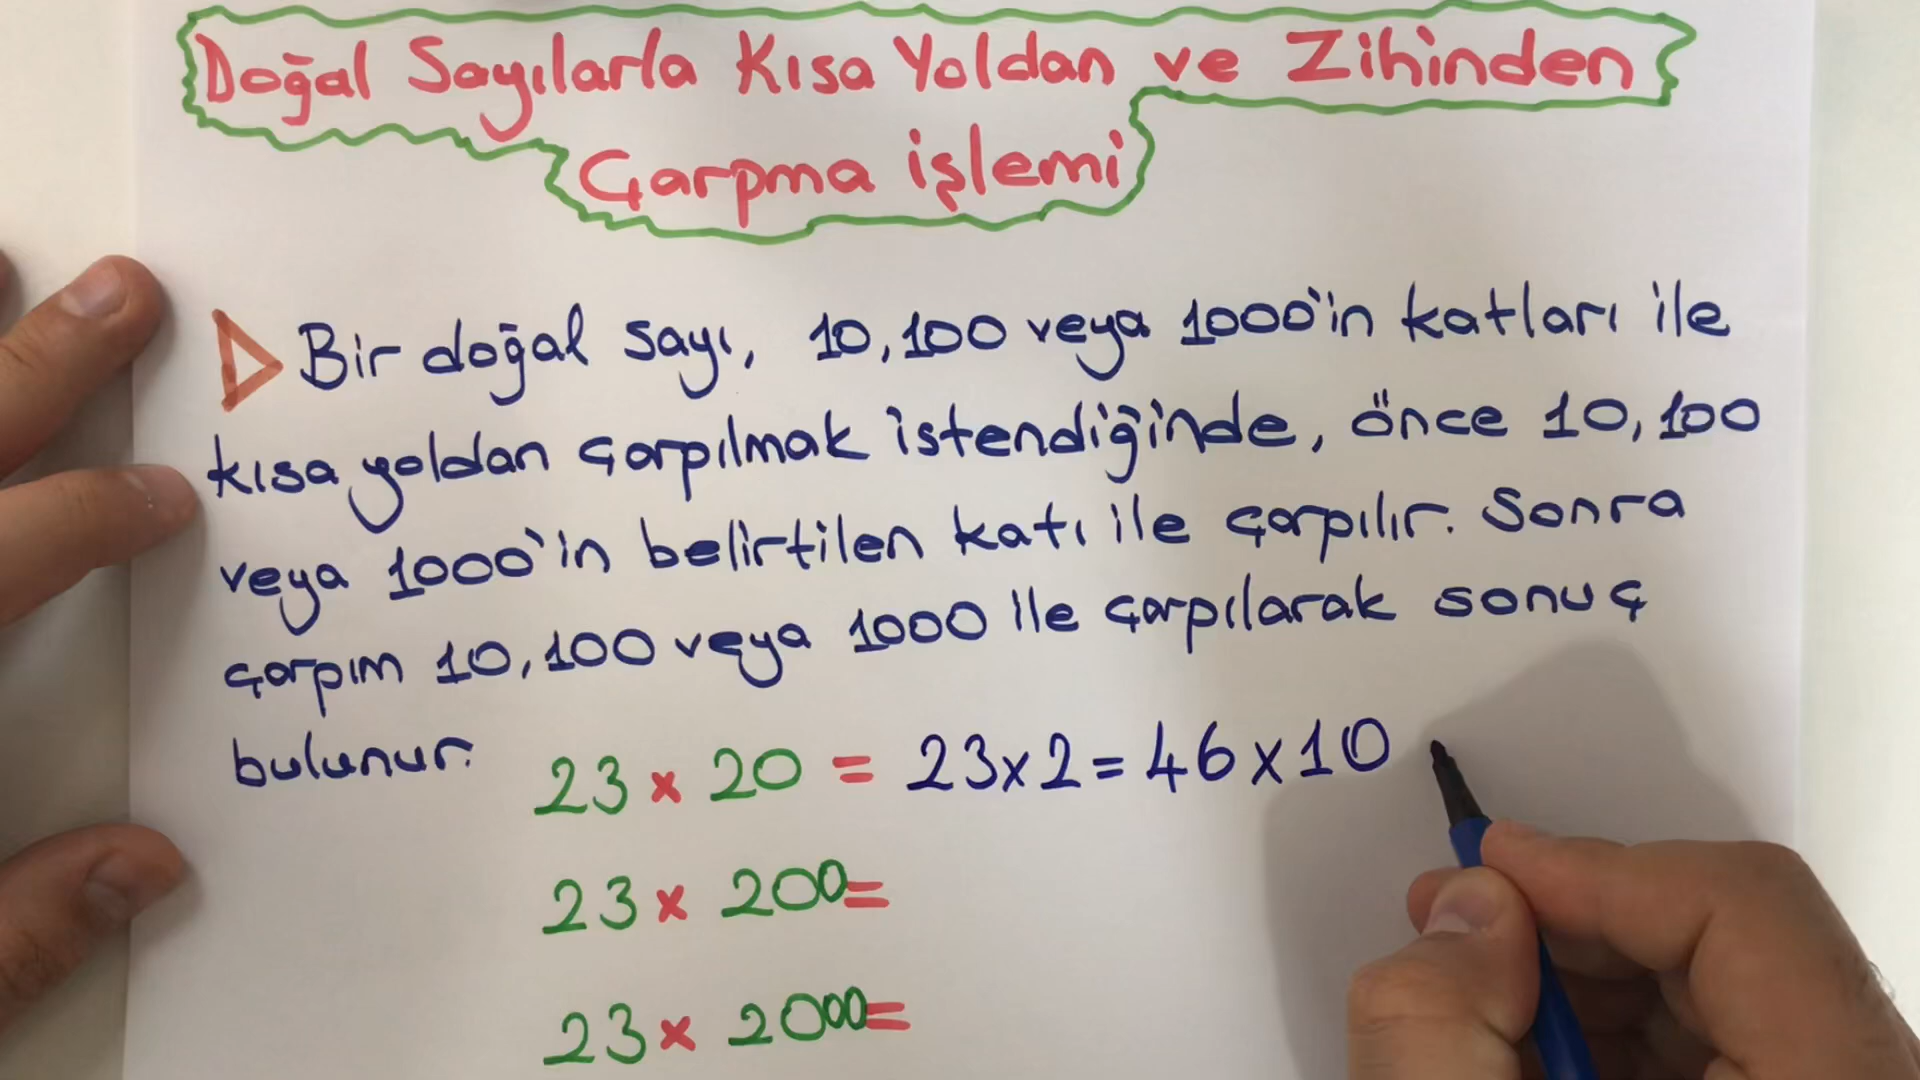 Doğal Sayılarla Kısa Yoldan ve Zihinden
Çarpma işlemi
Bir doğal sayı, 10,100 veya 1000'in katları ile
kısa yoldan çarpılmak istendiğinde, önce 10,100
veya 1000'in belirtilen katı ile çarpılır. Sonra
çarpım 10,100 veya 1000 ile çarpılarak sonuç
bulunur.
23 x 20 = 23x2 = 46x10
23 x 200=
23 x 2000=